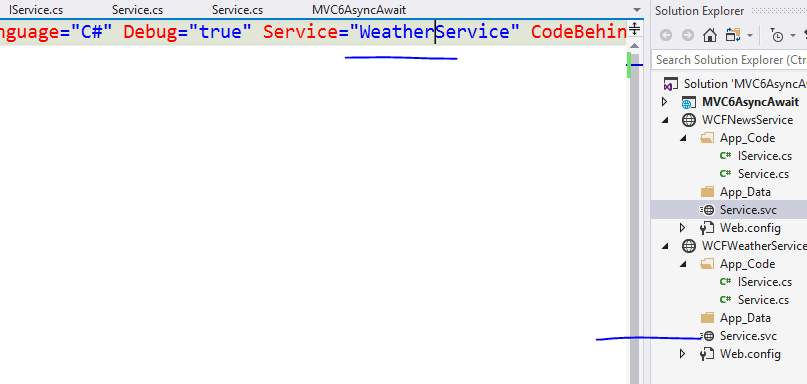 IService.cs Service.cs Service.cs MVC6AsyncAwait
nguage="C#" Debug="true" Service="WeatherService" CodeBehin
Solution Explorer
Search Solution Explorer (Ctr
Solution 'MVC6AsyncAw
MVC6AsyncAwait
WCFNewsService
App_Code
C# IService.cs
C# Service.cs
App_Data
Service.svc
Web.config
WCFWeatherService
App_Code
C# IService.cs
C# Service.cs
App_Data
Service.svc
Web.config